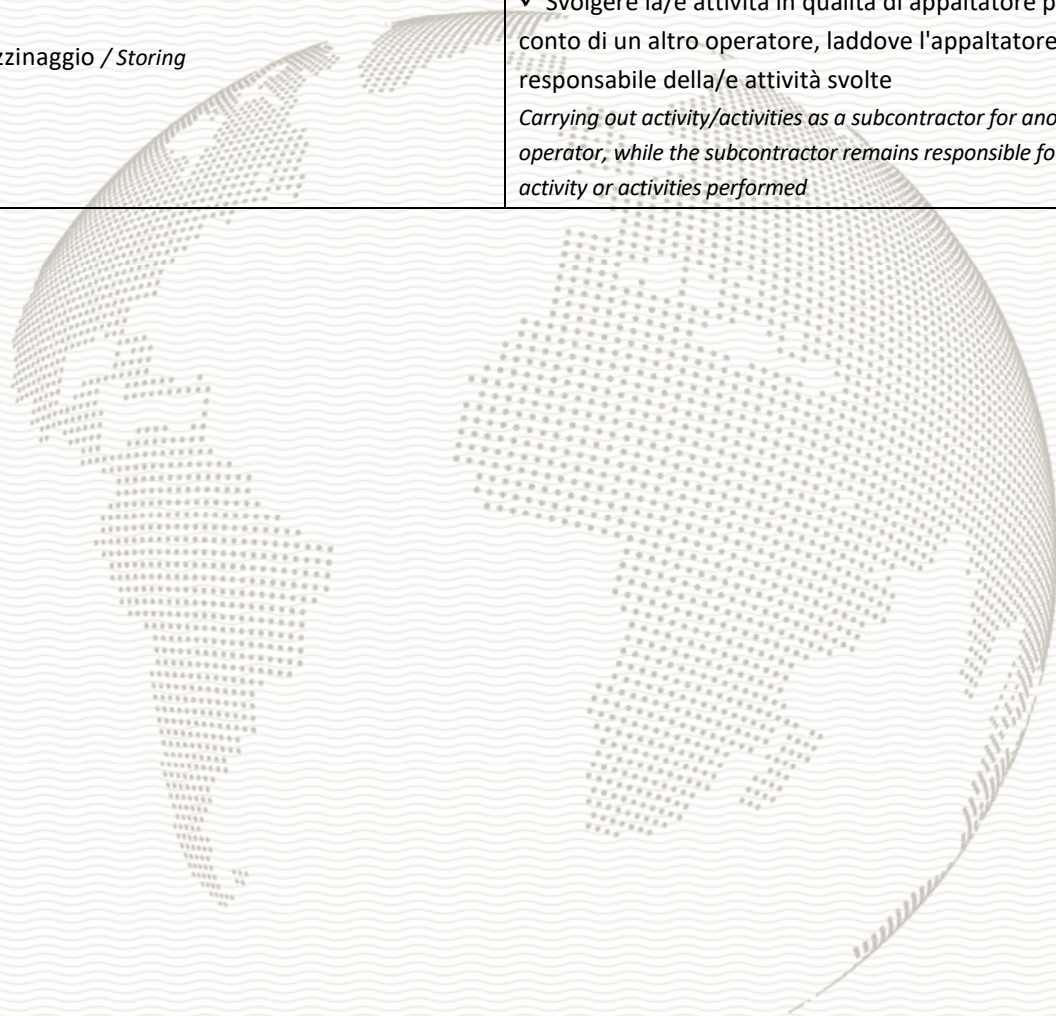 zzinaggio / Storing
✓ Svolgere la/e attività in qualità di appaltatore p
conto di un altro operatore, laddove l'appaltatore
responsabile della/e attività svolte
Carrying out activity/activities as a subcontractor for ano
operator, while the subcontractor remains responsible fo
activity or activities performed